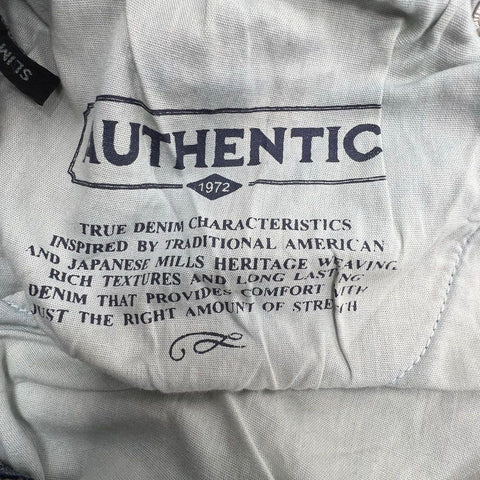 SLIM
AUTHENTIC
1972
TRUE DENIM CHARACTERISTICS
INSPIRED BY TRADITIONAL AMERICAN
AND JAPANESE MILLS HERITAGE WEAVING,
RICH TEXTURES AND LONG LASTING
DENIM THAT PROVIDES COMFORT WITH
JUST THE RIGHT AMOUNT OF